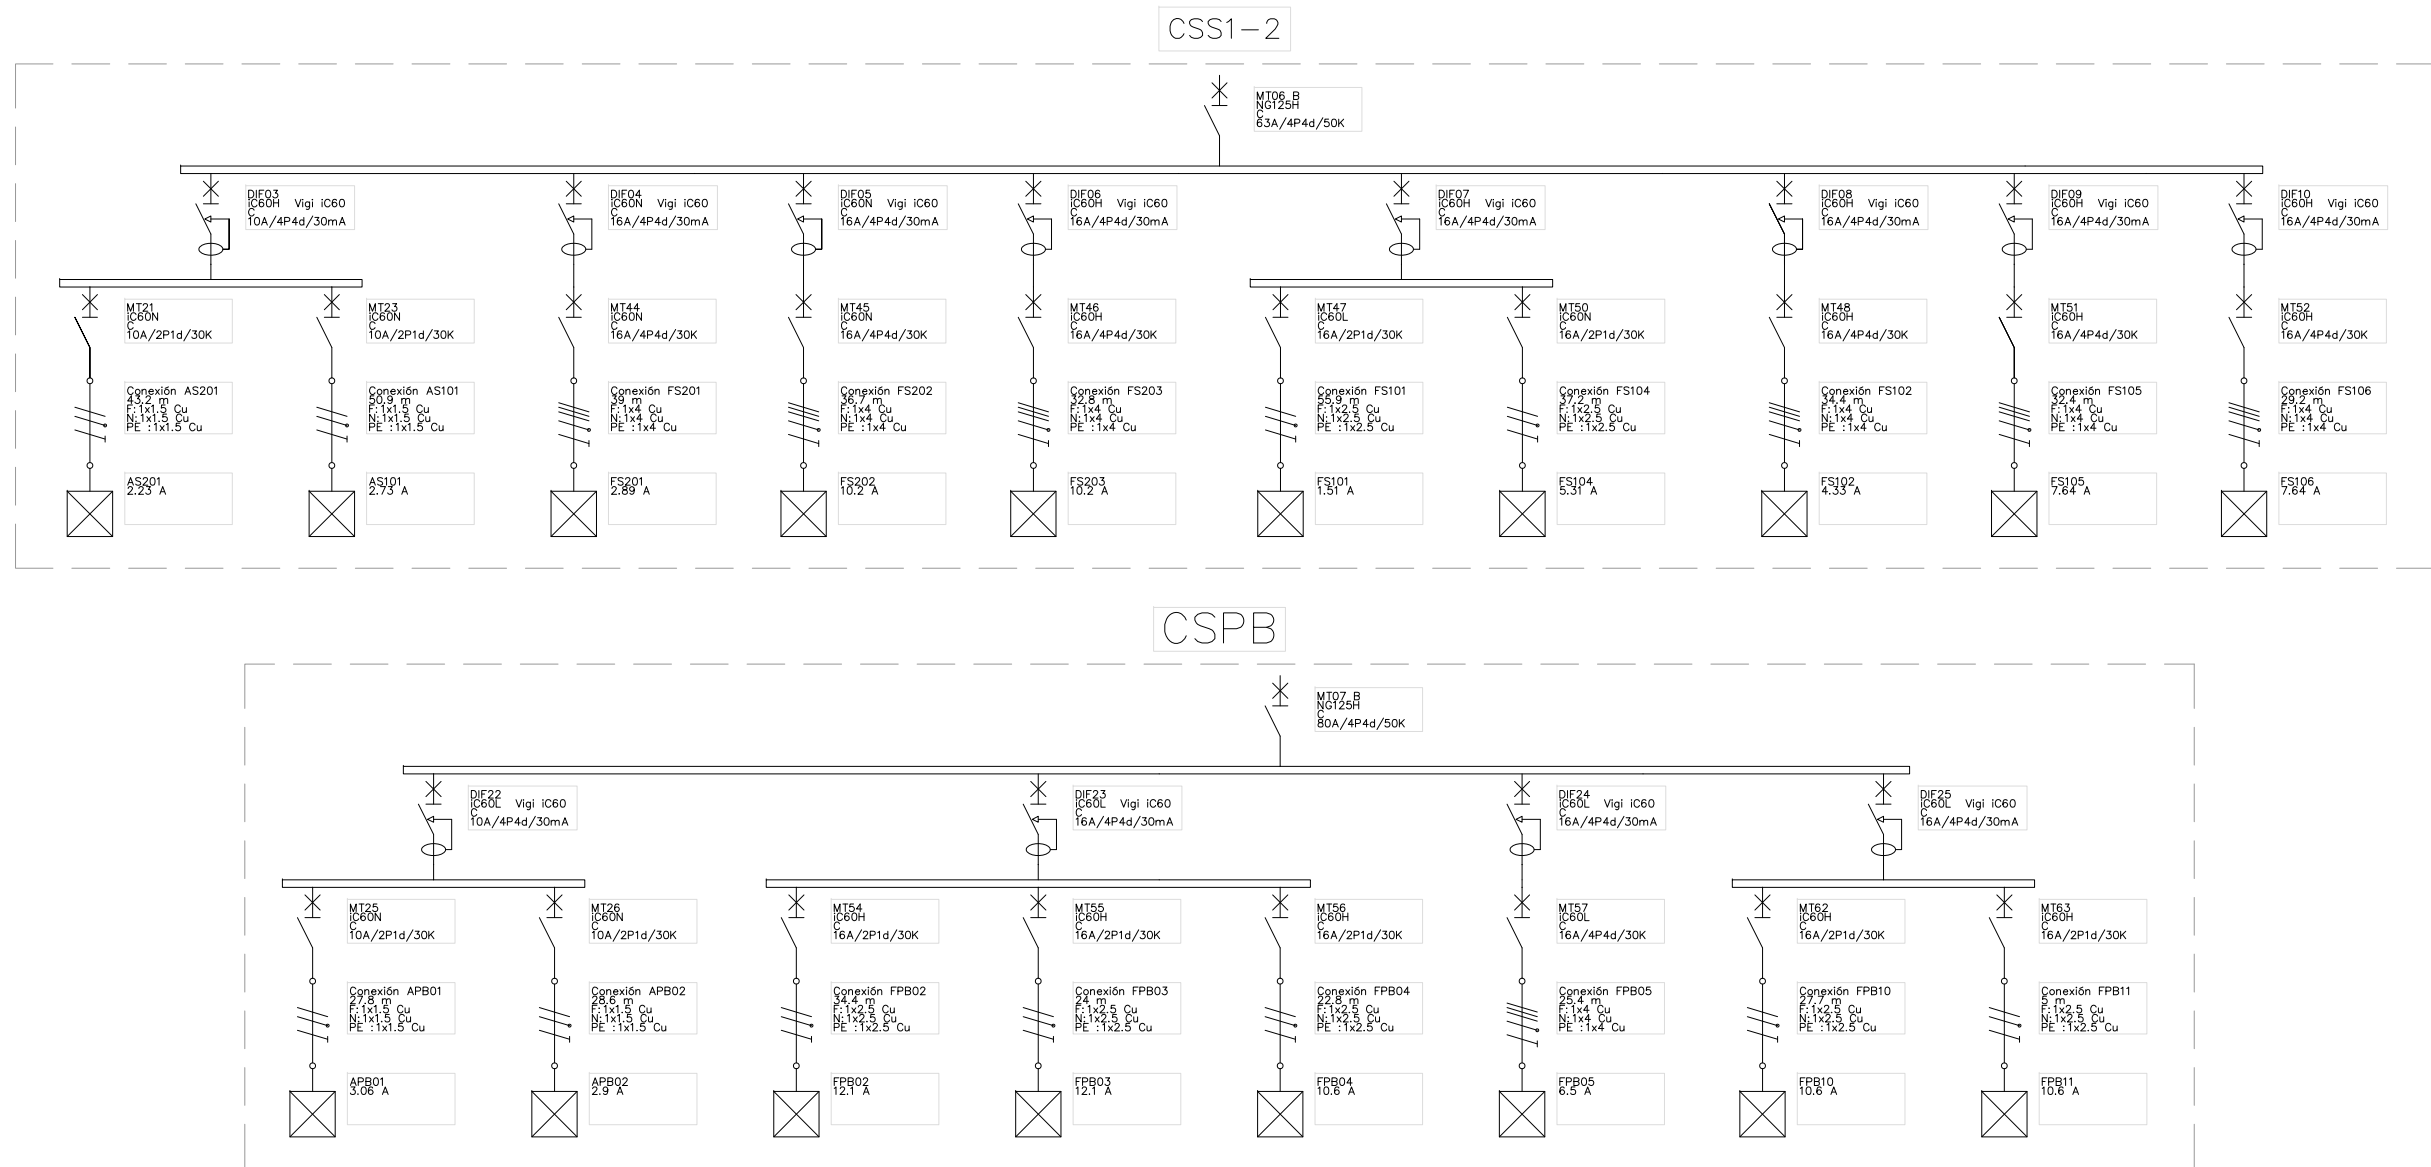 CSS1-2
MT06 B
NG125H
C
63A/4P4d/50K
DIF03
iC60H Vigi iC60
C
10A/4P4d/30mA
DIF04
iC60N Vigi iC60
C
16A/4P4d/30mA
DIF05
iC60N Vigi iC60
C
16A/4P4d/30mA
DIF06
iC60H Vigi iC60
C
16A/4P4d/30mA
DIF07
iC60H Vigi iC60
C
16A/4P4d/30mA
DIF08
iC60H Vigi iC60
C
16A/4P4d/30mA
DIF09
iC60H Vigi iC60
C
16A/4P4d/30mA
DIF10
iC60H Vigi iC60
C
16A/4P4d/30mA
MT21
iC60N
C
10A/2P1d/30K
MT23
iC60N
C
10A/2P1d/30K
MT44
iC60N
C
16A/4P4d/30K
MT45
iC60N
C
16A/4P4d/30K
MT46
iC60H
C
16A/4P4d/30K
MT47
iC60L
C
16A/2P1d/30K
MT50
iC60N
C
16A/2P1d/30K
MT48
iC60H
C
16A/4P4d/30K
MT51
iC60H
C
16A/4P4d/30K
MT52
iC60H
C
16A/4P4d/30K
Conexión AS201
43.2 m
F:1x1.5 Cu
N:1x1.5 Cu
PE :1x1.5 Cu
Conexión AS101
50.9 m
F:1x1.5 Cu
N:1x1.5 Cu
PE :1x1.5 Cu
Conexión FS201
39 m
F:1x4 Cu
N:1x4 Cu
PE :1x4 Cu
Conexión FS202
36.7 m
F:1x4 Cu
N:1x4 Cu
PE :1x4 Cu
Conexión FS203
32.8 m
F:1x4 Cu
N:1x4 Cu
PE :1x4 Cu
Conexión FS101
55.9 m
F:1x2.5 Cu
N:1x2.5 Cu
PE :1x2.5 Cu
Conexión FS104
37.2 m
F:1x2.5 Cu
N:1x2.5 Cu
PE :1x2.5 Cu
Conexión FS102
34.4 m
F:1x4 Cu
N:1x4 Cu
PE :1x4 Cu
Conexión FS105
32.4 m
F:1x4 Cu
N:1x4 Cu
PE :1x4 Cu
Conexión FS106
29.2 m
F:1x4 Cu
N:1x4 Cu
PE :1x4 Cu
AS201
2.23 A
AS101
2.73 A
FS201
2.89 A
FS202
10.2 A
FS203
10.2 A
FS101
1.51 A
FS104
5.31 A
FS102
4.33 A
FS105
7.64 A
FS106
7.64 A
CSPB
MT07 B
NG125H
C
80A/4P4d/50K
DIF22
iC60L Vigi iC60
C
10A/4P4d/30mA
DIF23
iC60L Vigi iC60
C
16A/4P4d/30mA
DIF24
iC60L Vigi iC60
C
16A/4P4d/30mA
DIF25
iC60L Vigi iC60
C
16A/4P4d/30mA
MT25
iC60N
C
10A/2P1d/30K
MT26
iC60N
C
10A/2P1d/30K
MT54
iC60H
C
16A/2P1d/30K
MT55
iC60H
C
16A/2P1d/30K
MT56
iC60H
C
16A/2P1d/30K
MT57
iC60L
C
16A/4P4d/30K
MT62
iC60H
C
16A/2P1d/30K
MT63
iC60H
C
16A/2P1d/30K
Conexión APB01
27.8 m
F:1x1.5 Cu
N:1x1.5 Cu
PE :1x1.5 Cu
Conexión APB02
28.6 m
F:1x1.5 Cu
N:1x1.5 Cu
PE :1x1.5 Cu
Conexión FPB02
34.4 m
F:1x2.5 Cu
N:1x2.5 Cu
PE :1x2.5 Cu
Conexión FPB03
24 m
F:1x2.5 Cu
N:1x2.5 Cu
PE :1x2.5 Cu
Conexión FPB04
22.8 m
F:1x2.5 Cu
N:1x2.5 Cu
PE :1x2.5 Cu
Conexión FPB05
25.4 m
F:1x4 Cu
N:1x4 Cu
PE :1x4 Cu
Conexión FPB10
27.7 m
F:1x2.5 Cu
N:1x2.5 Cu
PE :1x2.5 Cu
Conexión FPB11
5 m
F:1x2.5 Cu
N:1x2.5 Cu
PE :1x2.5 Cu
APB01
3.06 A
APB02
2.9 A
FPB02
12.1 A
FPB03
12.1 A
FPB04
10.6 A
FPB05
6.5 A
FPB10
10.6 A
FPB11
10.6 A